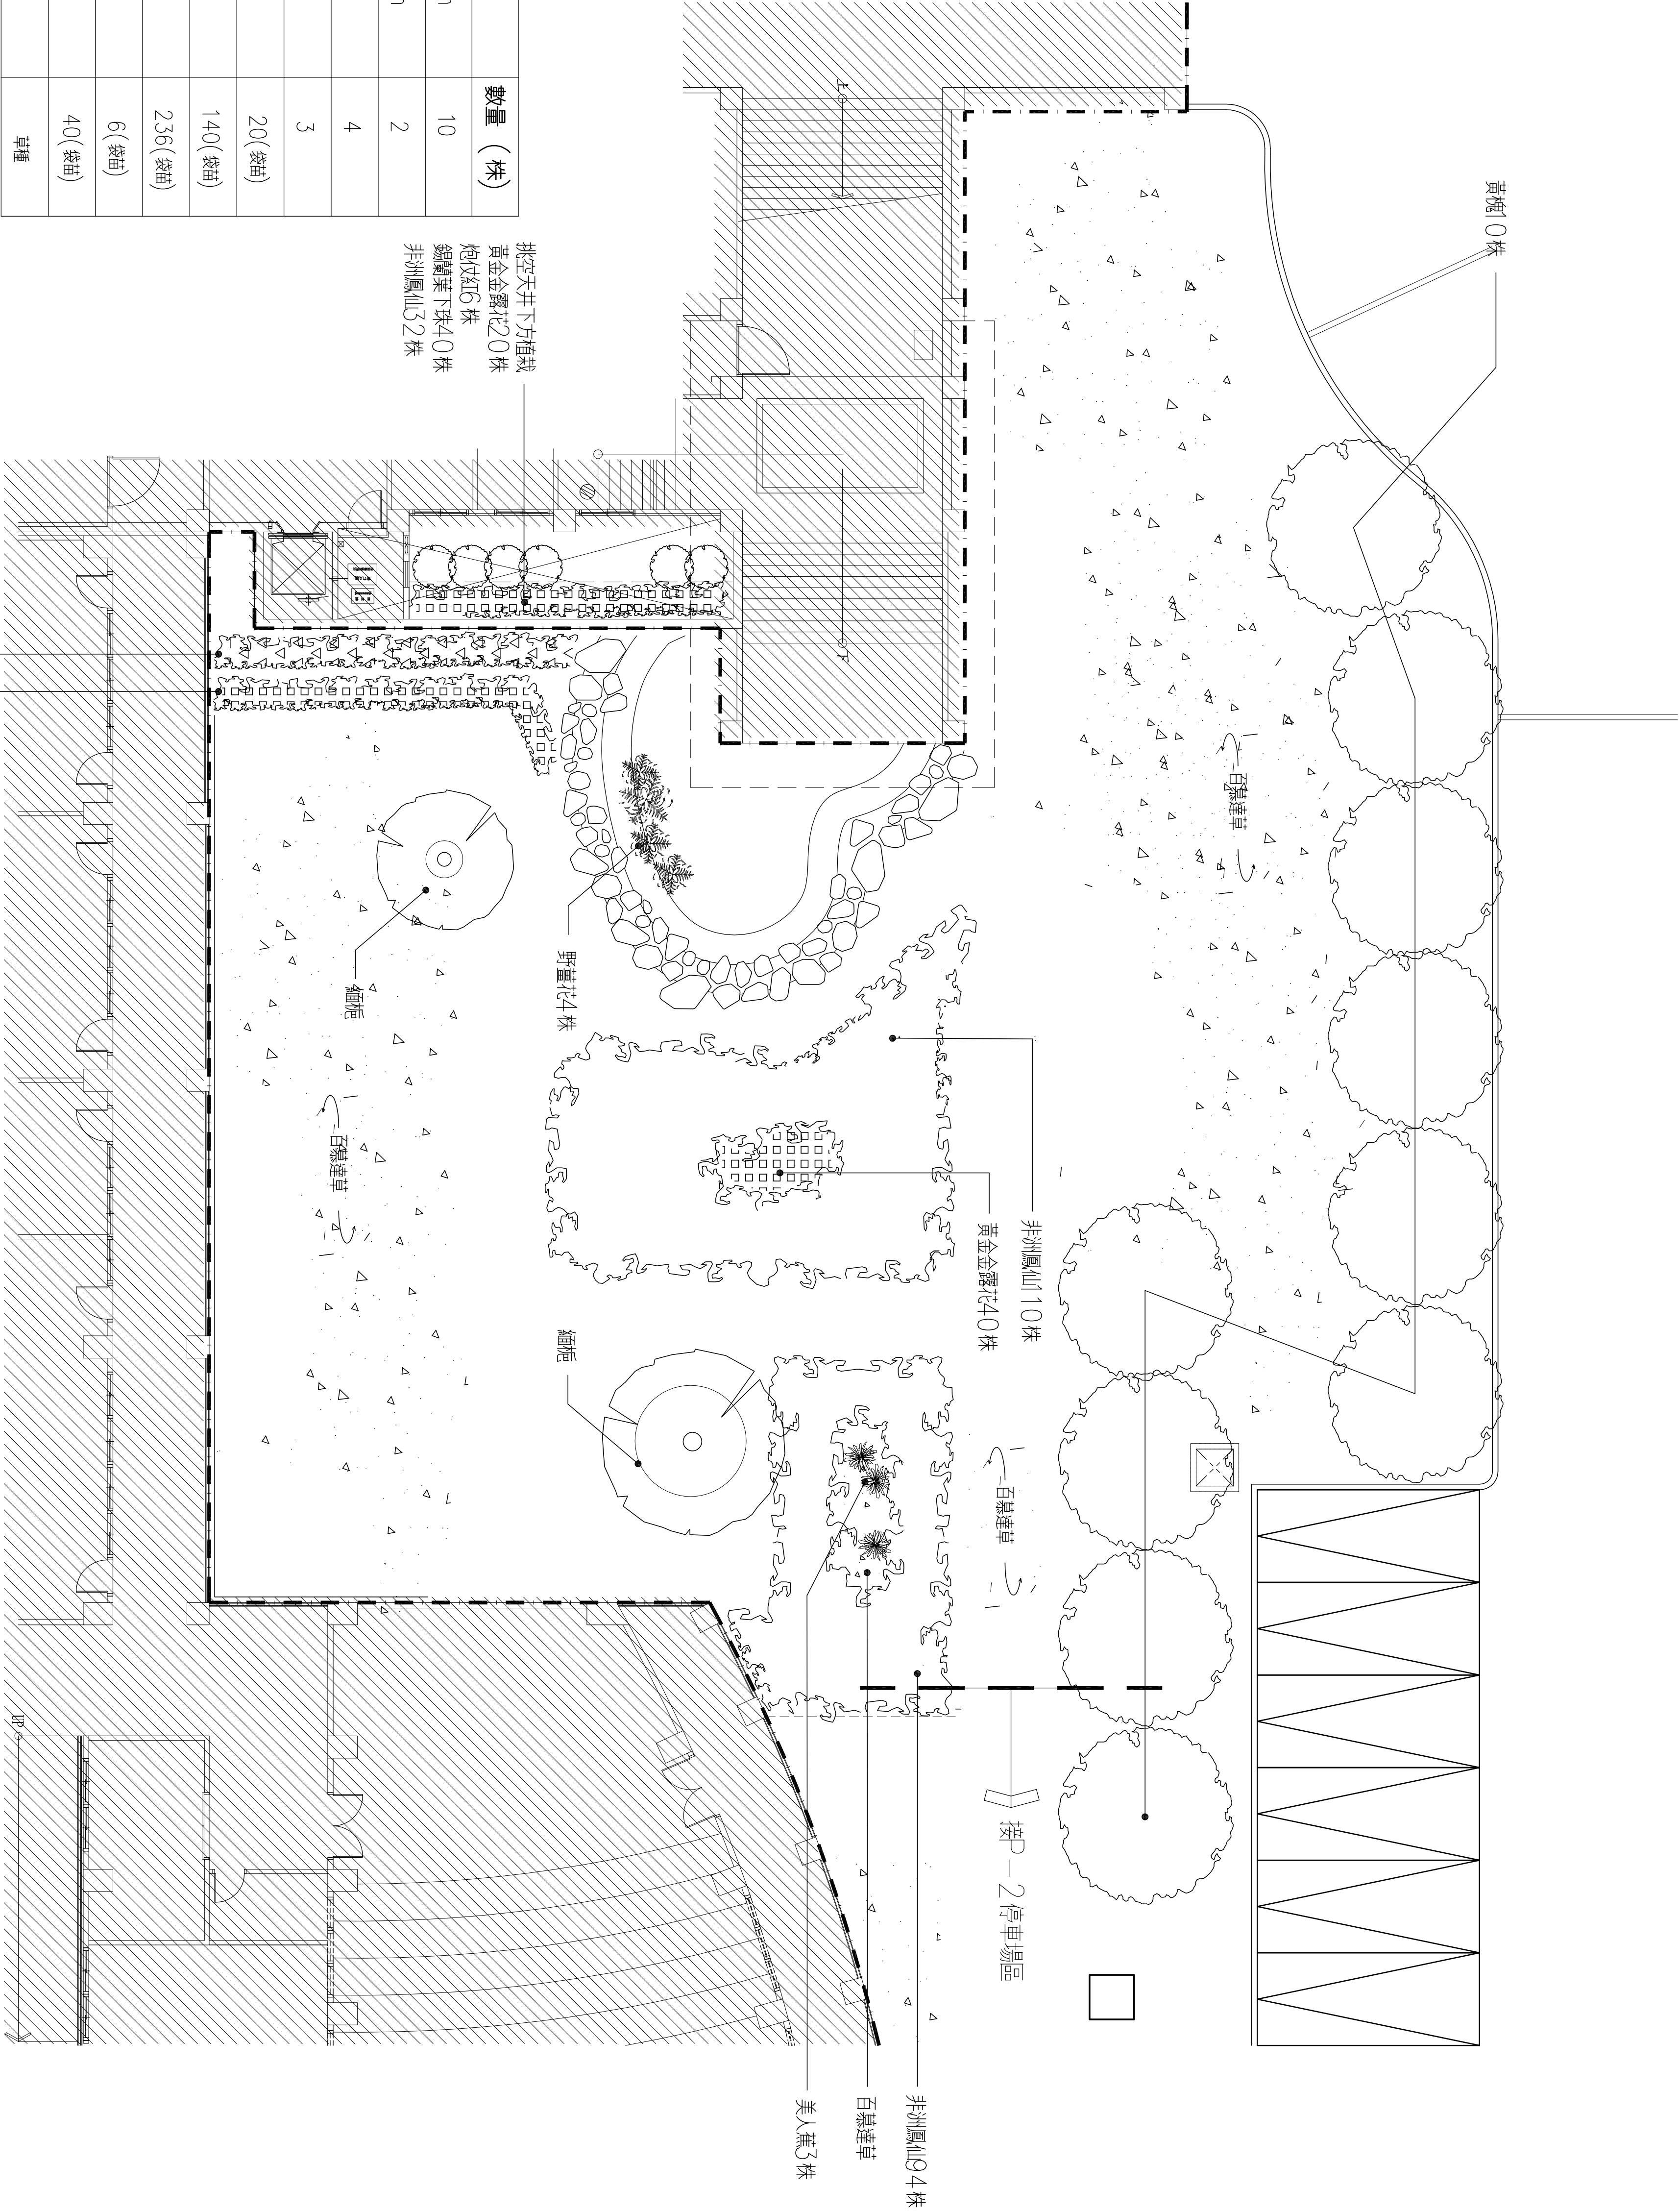 數量（株）
10
2
4
3
20(袋苗)
140(袋苗)
236(袋苗)
6(袋苗)
40(袋苗)
草種
挑空天井下方植栽
黃金金露花20株
炮仗紅6株
錫蘭葉下珠40株
非洲鳳仙32株
黃槐10株
上
下
百慕達草
野薑花4株
緬梔
百慕達草
非洲鳳仙110株
黃金金露花40株
緬梔
百慕達草
接P－2停車場區
UP
非洲鳳仙94株
百慕達草
美人蕉3株